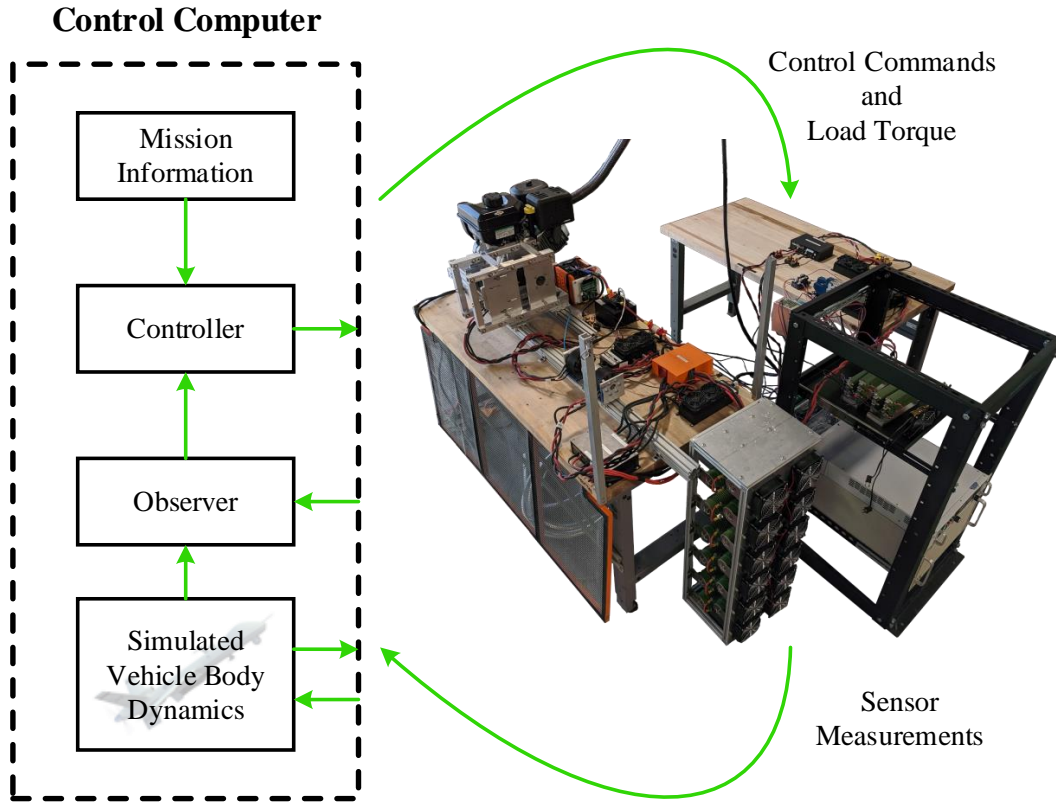 Control Computer
Control Commands
and
Load Torque
Mission
Information
Controller
Observer
Simulated
Vehicle Body
Dynamics
Sensor
Measurements